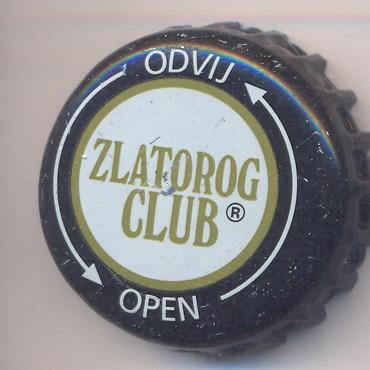 ODVIJ
ZLATOROG
CLUB®
OPEN